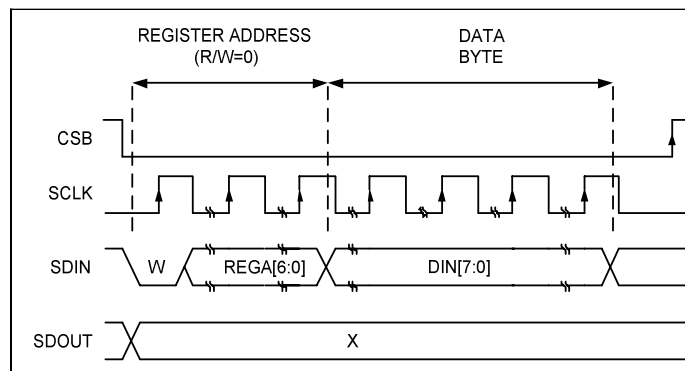 REGISTER ADDRESS
(R/W=0)
DATA
BYTE
CSB
SCLK
SDIN
W
REGA[6:0]
DIN[7:0]
SDOUT
X